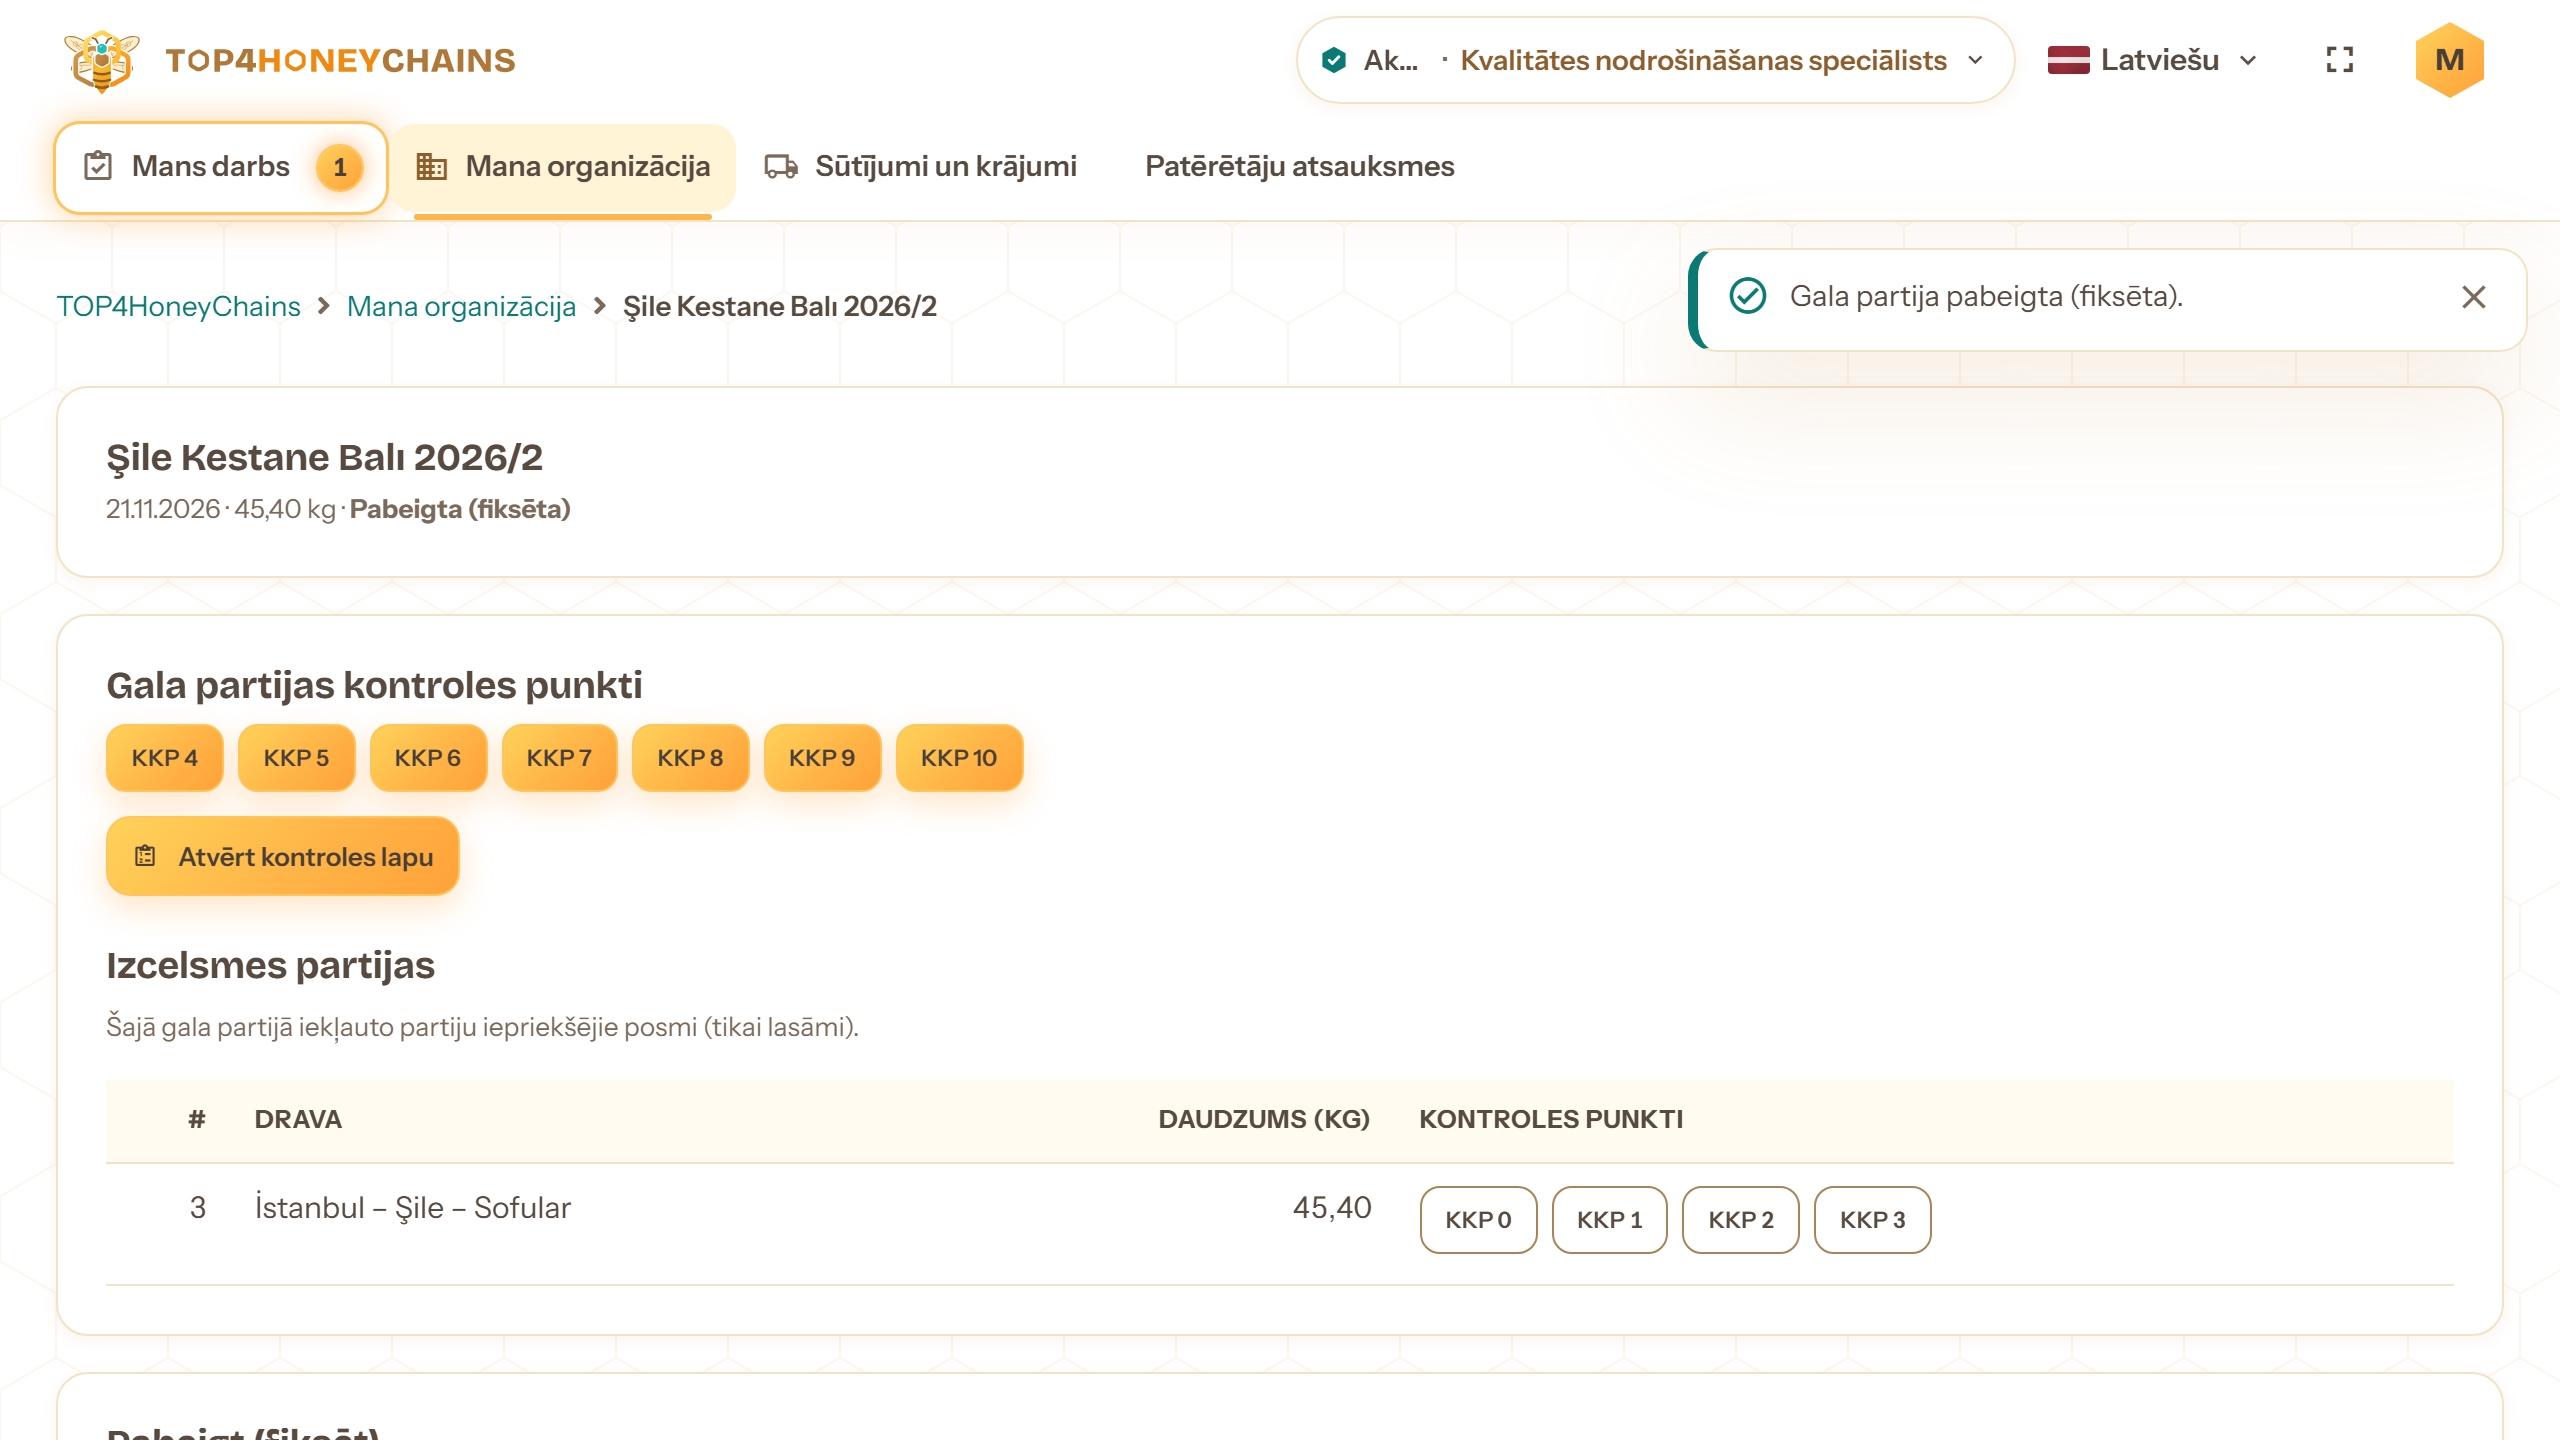 TOP4HONEYCHAINS
Ak... · Kvalitātes nodrošināšanas speciālists
Latviešu
M
Mans darbs 1
Mana organizācija
Sūtījumi un krājumi
Patērētāju atsauksmes
TOP4HoneyChains > Mana organizācija > Şile Kestane Balı 2026/2
Gala partija pabeigta (fiksēta).
Şile Kestane Balı 2026/2
21.11.2026 · 45,40 kg · Pabeigta (fiksēta)
Gala partijas kontroles punkti
KKP 4 KKP 5 KKP 6 KKP 7 KKP 8 KKP 9 KKP 10
Atvērt kontroles lapu
Izcelsmes partijas
Šajā gala partijā iekļauto partiju iepriekšējie posmi (tikai lasāmi).
# DRAVA DAUDZUMS (KG) KONTROLES PUNKTI
3 İstanbul – Şile – Sofular 45,40 KKP 0 KKP 1 KKP 2 KKP 3
Pabeigt (fiksēt)